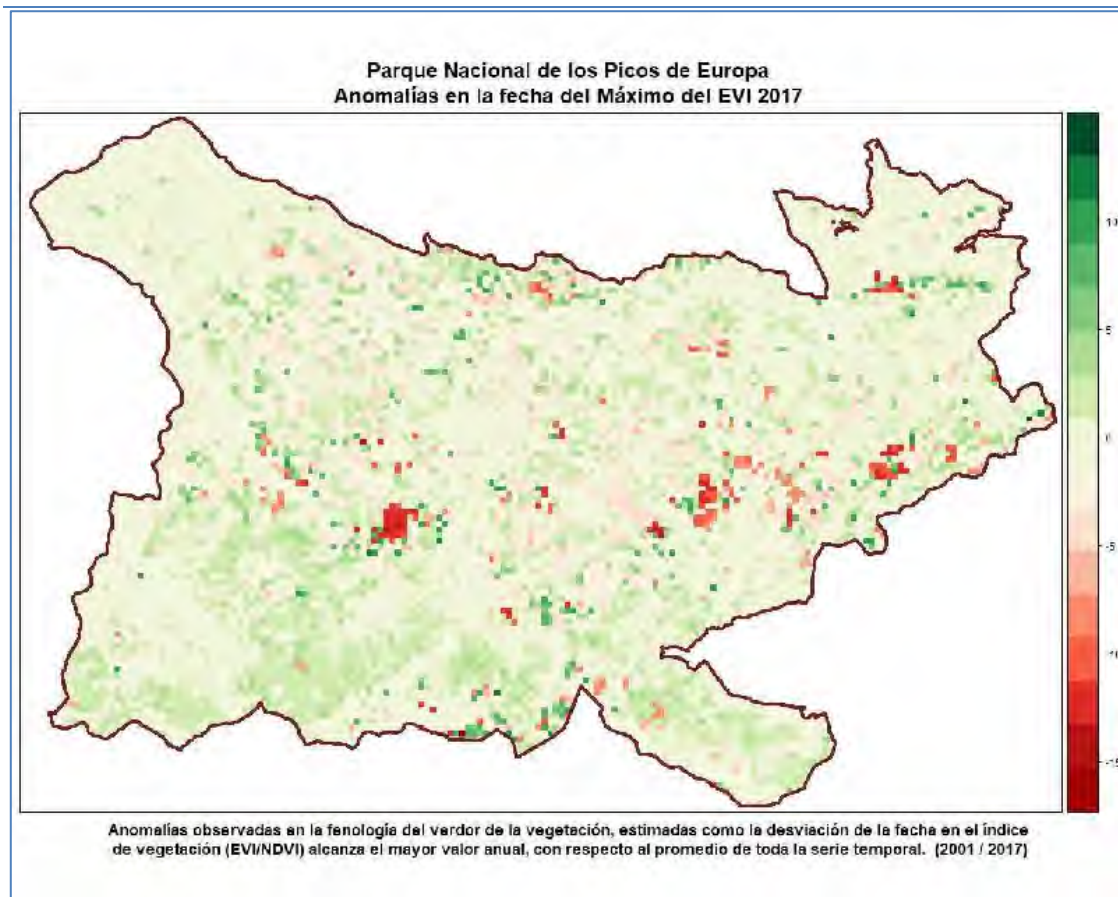 Parque Nacional de los Picos de Europa
Anomalías en la fecha del Máximo del EVI 2017
10
5
0
-5
-10
-15
Anomalías observadas en la fenología del verdor de la vegetación, estimadas como la desviación de la fecha en el índice
de vegetación (EVI/NDVI) alcanza el mayor valor anual, con respecto al promedio de toda la serie temporal. (2001 / 2017)